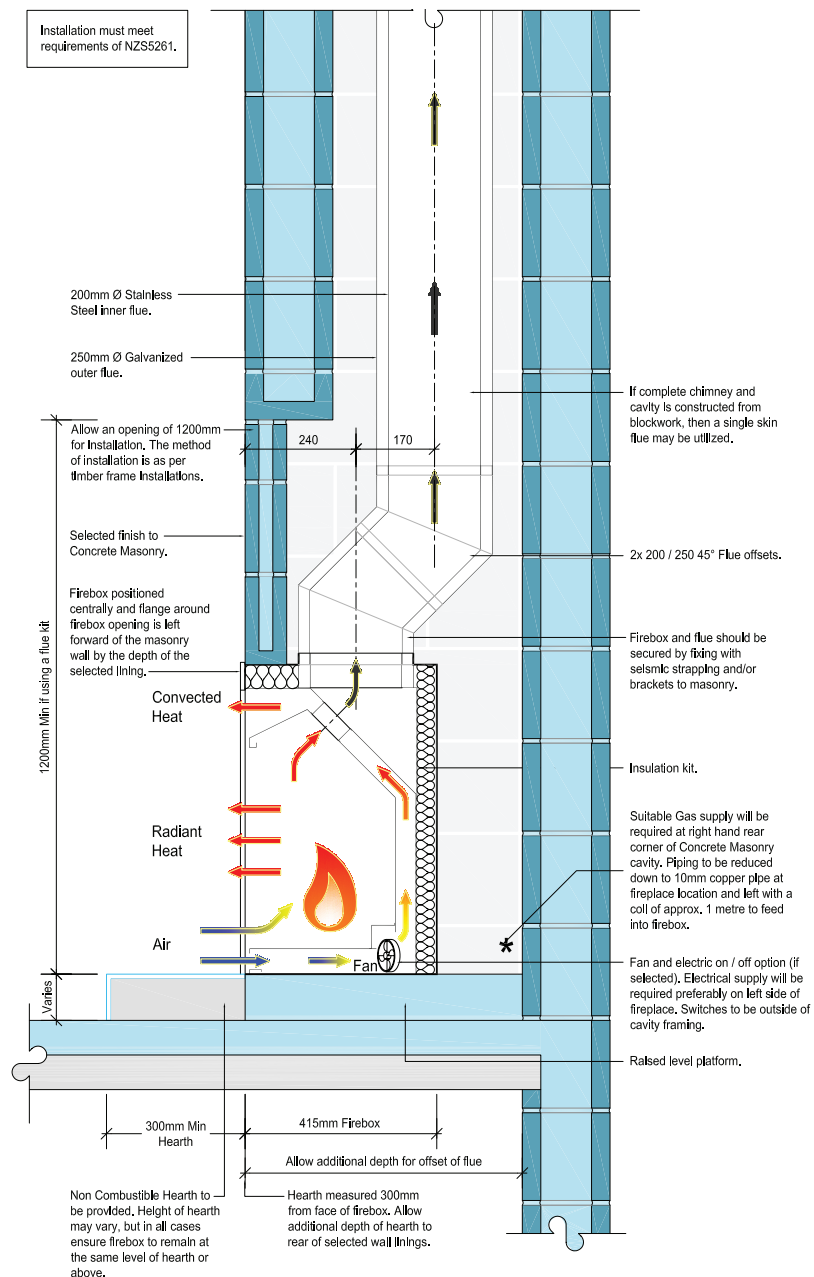 Installation must meet
requirements of NZS5261.
200mm Ø Stainless
Steel inner flue.
250mm Ø Galvanized
outer flue.
If complete chimney and
cavity is constructed from
blockwork, then a single skin
flue may be utilized.
Allow an opening of 1200mm
for Installation. The method
of installation is as per
timber frame Installations.
240
170
Selected finish to
Concrete Masonry.
2x 200 / 250 45° Flue offsets.
Firebox positioned
centrally and flange around
firebox opening is left
forward of the masonry
wall by the depth of the
selected lining.
Firebox and flue should be
secured by fixing with
seismic strapping and/or
brackets to masonry.
1200mm Min if using a flue kit
Convected
Heat
Insulation kit.
Radiant
Heat
Suitable Gas supply will be
required at right hand rear
corner of Concrete Masonry
cavity. Piping to be reduced
down to 10mm copper pipe at
fireplace location and left with a
coil of approx. 1 metre to feed
into firebox.
Air
*
Fan
Fan and electric on / off option (if
selected). Electrical supply will be
required preferably on left side of
fireplace. Switches to be outside of
cavity framing.
Varies
Raised level platform.
300mm Min
Hearth
415mm Firebox
Allow additional depth for offset of flue
Non Combustible Hearth to
be provided. Height of hearth
may vary, but in all cases
ensure firebox to remain at
the same level of hearth or
above.
Hearth measured 300mm
from face of firebox. Allow
additional depth of hearth to
rear of selected wall linings.